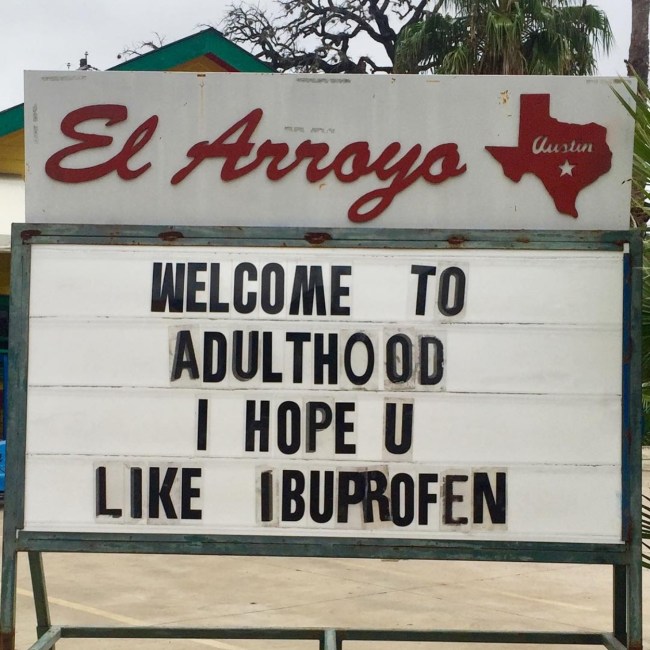 El Arroyo
Austin
WELCOME TO
ADULTHOOD
I HOPE U
LIKE IBUPROFEN